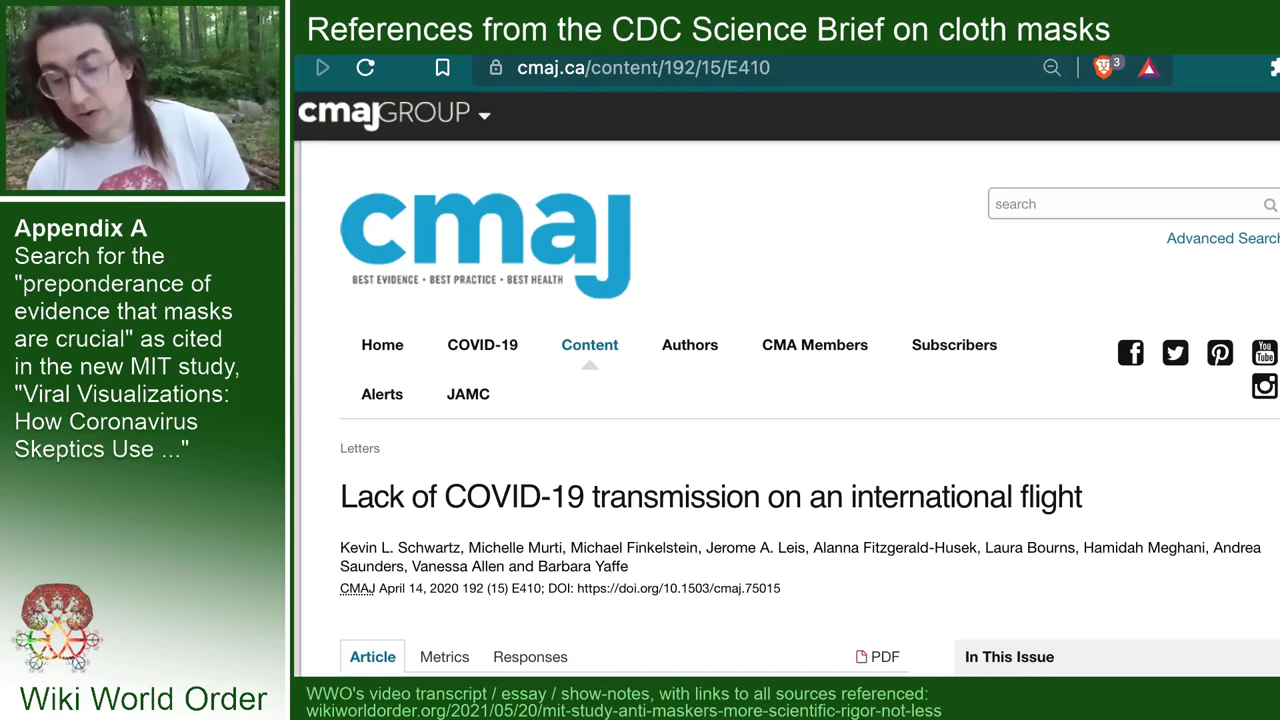 References from the CDC Science Brief on cloth masks
cmaj.ca/content/192/15/E410
3
cmajGROUP
Appendix A
Search for the
"preponderance of
evidence that masks
are crucial" as cited
in the new MIT study,
"Viral Visualizations:
How Coronavirus
Skeptics Use ..."
Wiki World Order
cmaj
BEST EVIDENCE • BEST PRACTICE • BEST HEALTH
search
Advanced Search
Home COVID-19 Content Authors CMA Members Subscribers
You Tube
Alerts JAMC
Letters
Lack of COVID-19 transmission on an international flight
Kevin L. Schwartz, Michelle Murti, Michael Finkelstein, Jerome A. Leis, Alanna Fitzgerald-Husek, Laura Bourns, Hamidah Meghani, Andrea
Saunders, Vanessa Allen and Barbara Yaffe
CMAJ April 14, 2020 192 (15) E410; DOI: https://doi.org/10.1503/cmaj.75015
Article Metrics Responses PDF In This Issue
WWO's video transcript / essay / show-notes, with links to all sources referenced:
wikiworldorder.org/2021/05/20/mit-study-anti-maskers-more-scientific-rigor-not-less